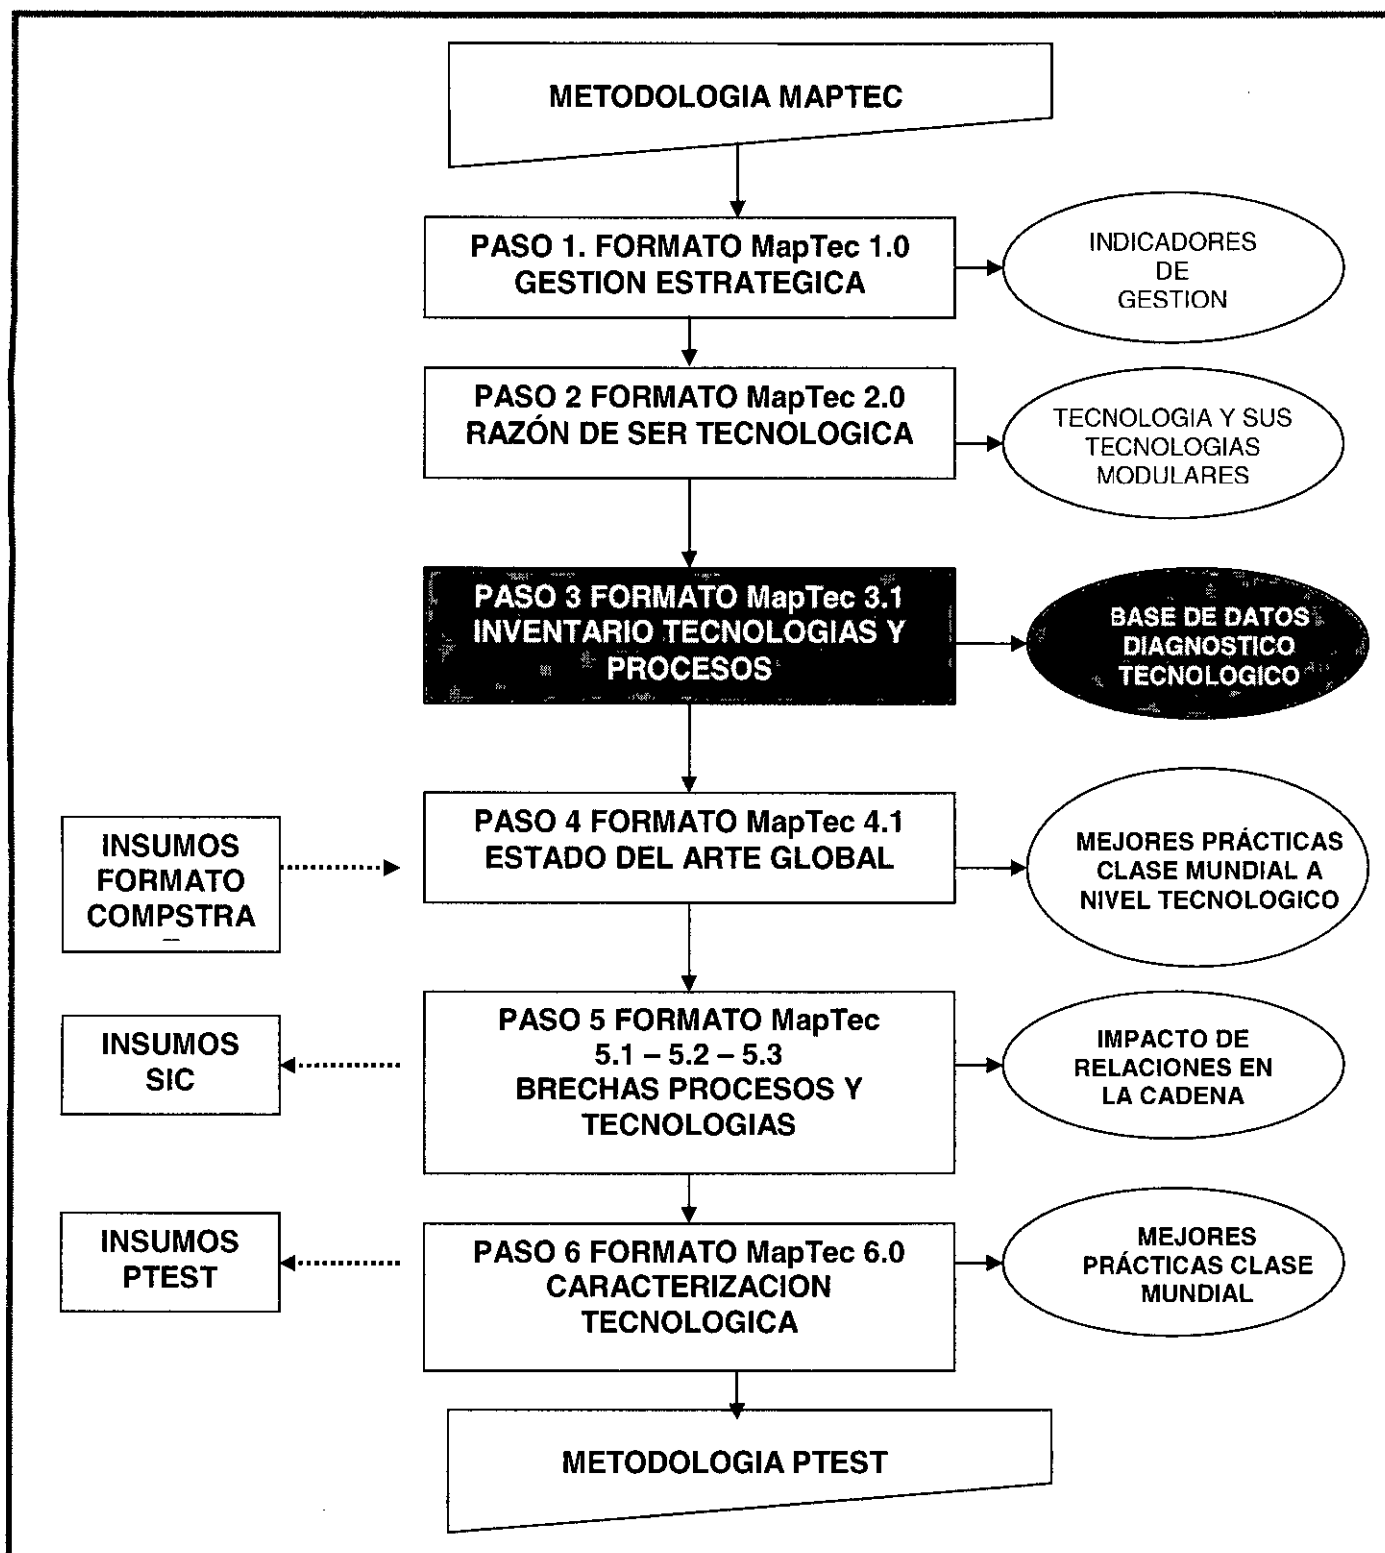 METODOLOGIA MAPTEC
PASO 1. FORMATO MapTec 1.0
GESTION ESTRATEGICA
INDICADORES
DE
GESTION
PASO 2 FORMATO MapTec 2.0
RAZÓN DE SER TECNOLOGICA
TECNOLOGIA Y SUS
TECNOLOGIAS
MODULARES
PASO 3 FORMATO MapTec 3.1
INVENTARIO TECNOLOGIAS Y
PROCESOS
BASE DE DATOS
DIAGNOSTICO
TECNOLOGICO
INSUMOS
FORMATO
COMPSTRA
PASO 4 FORMATO MapTec 4.1
ESTADO DEL ARTE GLOBAL
MEJORES PRÁCTICAS
CLASE MUNDIAL A
NIVEL TECNOLOGICO
INSUMOS
SIC
PASO 5 FORMATO MapTec
5.1 – 5.2 – 5.3
BRECHAS PROCESOS Y
TECNOLOGIAS
IMPACTO DE
RELACIONES EN
LA CADENA
INSUMOS
PTEST
PASO 6 FORMATO MapTec 6.0
CARACTERIZACION
TECNOLOGICA
MEJORES
PRÁCTICAS CLASE
MUNDIAL
METODOLOGIA PTEST